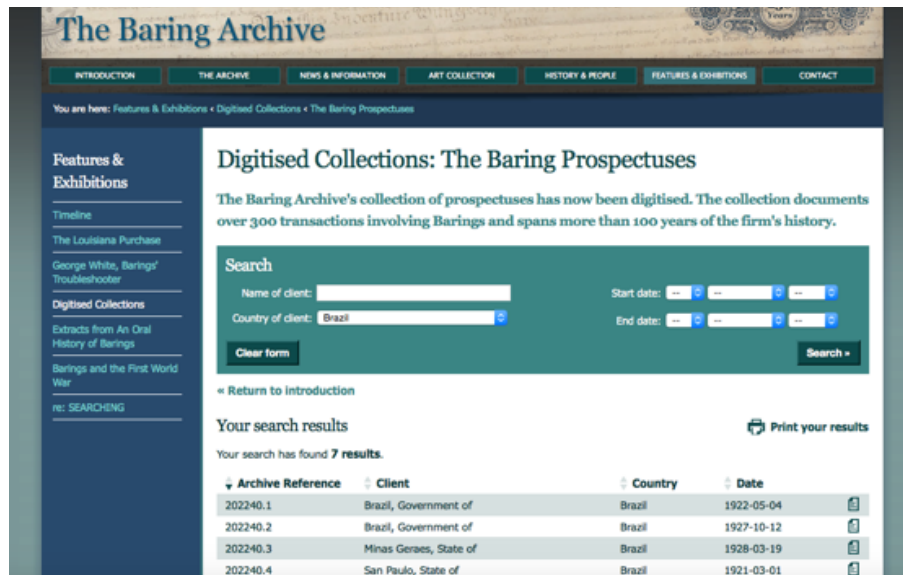 The Baring Archive
Years
INTRODUCTION THE ARCHIVE NEWS & INFORMATION ART COLLECTION HISTORY & PEOPLE FEATURES & EXHIBITIONS CONTACT
You are here: Features & Exhibitions « Digitised Collections « The Baring Prospectuses
Features &
Exhibitions
Timeline
The Louisiana Purchase
George White, Barings'
Troubleshooter
Digitised Collections
Extracts from An Oral
History of Barings
Barings and the First World
War
re: SEARCHING
Digitised Collections: The Baring Prospectuses
The Baring Archive's collection of prospectuses has now been digitised. The collection documents
over 300 transactions involving Barings and spans more than 100 years of the firm's history.
Search
Name of client: Start date: -- -- --
Country of client: Brazil End date: -- -- --
Clear form Search »
« Return to introduction
Your search results Print your results
Your search has found 7 results.
Archive Reference Client Country Date
202240.1 Brazil, Government of Brazil 1922-05-04
202240.2 Brazil, Government of Brazil 1927-10-12
202240.3 Minas Geraes, State of Brazil 1928-03-19
202240.4 San Paulo, State of Brazil 1921-03-01